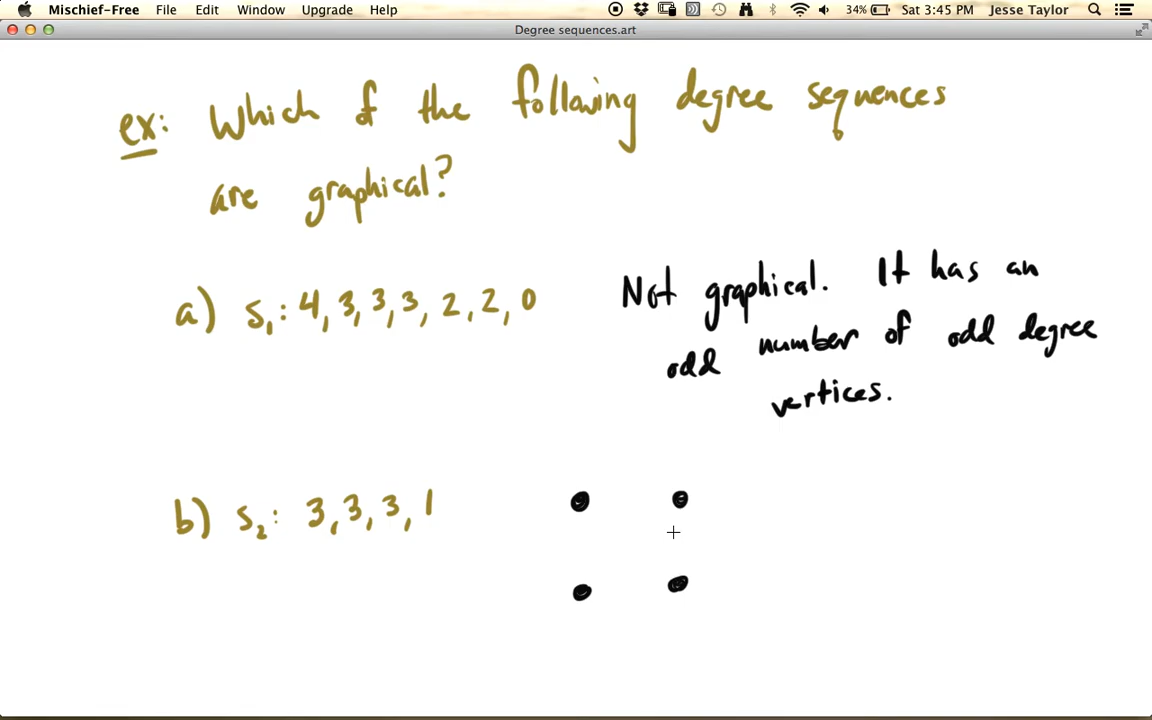 Mischief-Free File Edit Window Upgrade Help 34% Sat 3:45 PM Jesse Taylor
Degree sequences.art
ex: Which of the following degree sequences
are graphical?
a) s₁: 4, 3, 3, 3, 2, 2, 0
Not graphical. It has an
odd number of odd degree
vertices.
b) s₂: 3, 3, 3, 1